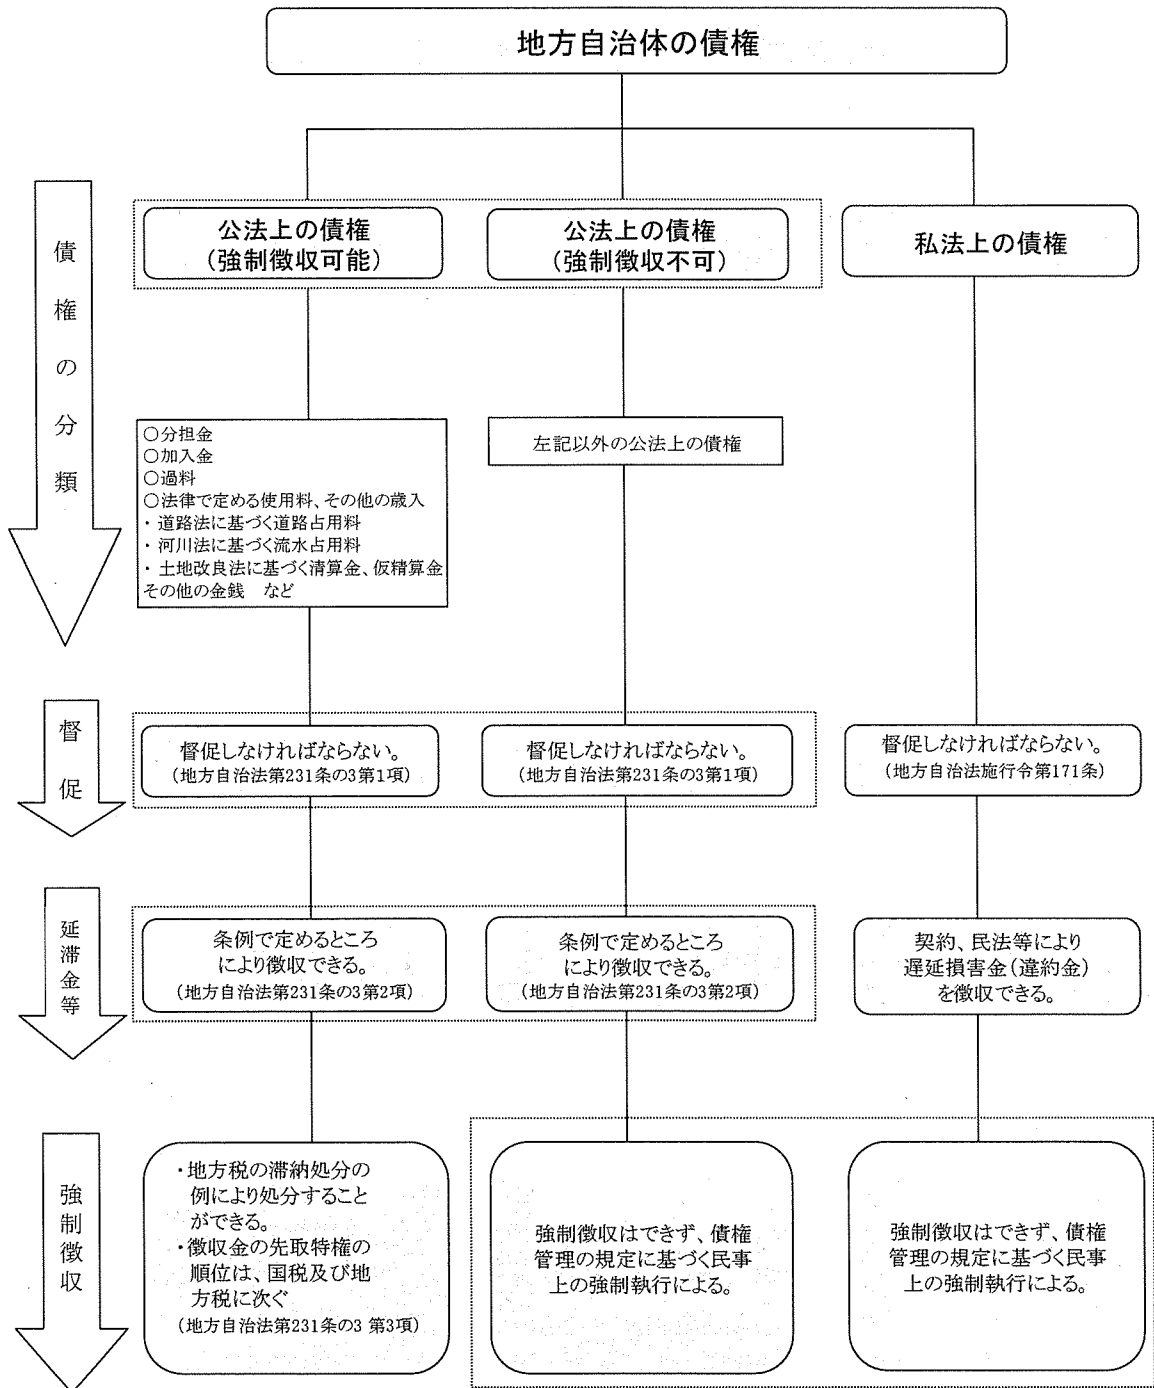 地方自治体の債権
債権の分類
公法上の債権
(強制徴収可能)
公法上の債権
(強制徴収不可)
私法上の債権
○分担金
○加入金
○過料
○法律で定める使用料、その他の歳入
・道路法に基づく道路占用料
・河川法に基づく流水占用料
・土地改良法に基づく清算金、仮精算金
その他の金銭　など
左記以外の公法上の債権
督促
督促しなければならない。
(地方自治法第231条の3第1項)
督促しなければならない。
(地方自治法第231条の3第1項)
督促しなければならない。
(地方自治法施行令第171条)
延滞金等
条例で定めるところ
により徴収できる。
(地方自治法第231条の3第2項)
条例で定めるところ
により徴収できる。
(地方自治法第231条の3第2項)
契約、民法等により
遅延損害金(違約金)
を徴収できる。
強制徴収
・地方税の滞納処分の
例により処分すること
ができる。
・徴収金の先取特権の
順位は、国税及び地
方税に次ぐ
(地方自治法第231条の3 第3項)
強制徴収はできず、債権
管理の規定に基づく民事
上の強制執行による。
強制徴収はできず、債権
管理の規定に基づく民事
上の強制執行による。